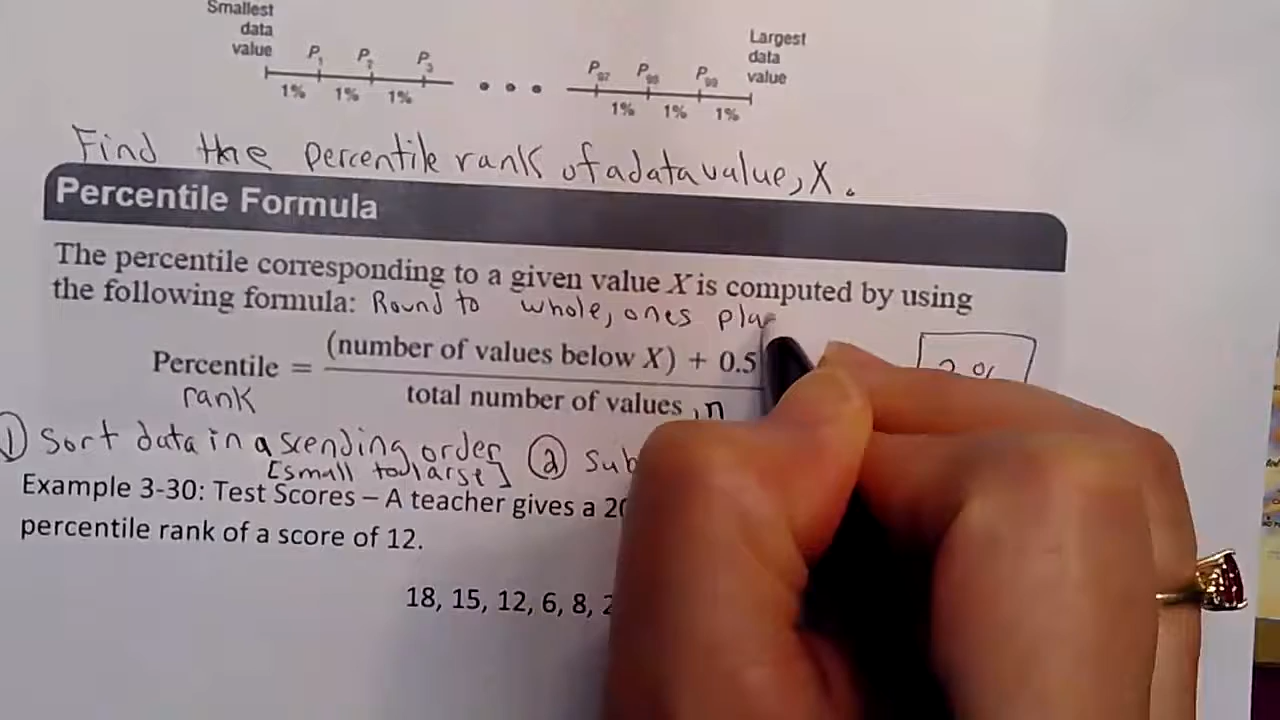 Smallest
data
value
P1 P2 P3
1% 1% 1%
P97 P98 P99
1% 1% 1%
Largest
data
value
Find the percentile rank of a data value, X.
Percentile Formula
The percentile corresponding to a given value X is computed by using
the following formula: Round to whole, ones pla
Percentile = (number of values below X) + 0.5
rank
total number of values, n
① Sort data in ascending order ② Sub
[small to large]
Example 3-30: Test Scores – A teacher gives a 20
percentile rank of a score of 12.
18, 15, 12, 6, 8, 2